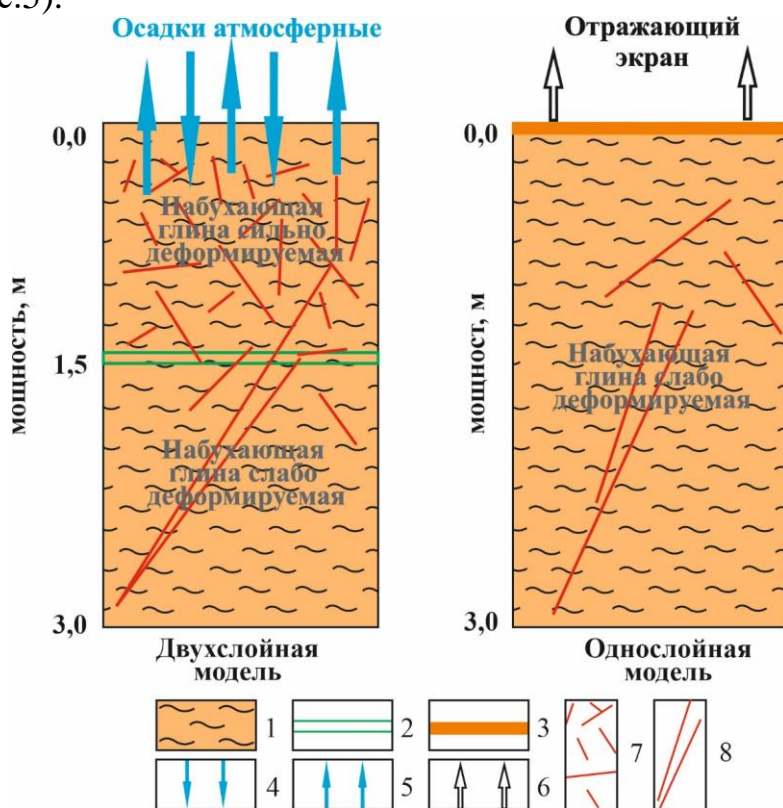 с.5).
Осадки атмосферные
Отражающий
экран
0,0
Набухающая
глина сильно
деформируемая
мощность, м
1,5
Набухающая
глина слабо
деформируемая
3,0
Двухслойная
модель
0,0
мощност, м
Набухающая
глина слабо
деформируемая
3,0
Однослойная
модель
1
2
3
7
8
4
5
6